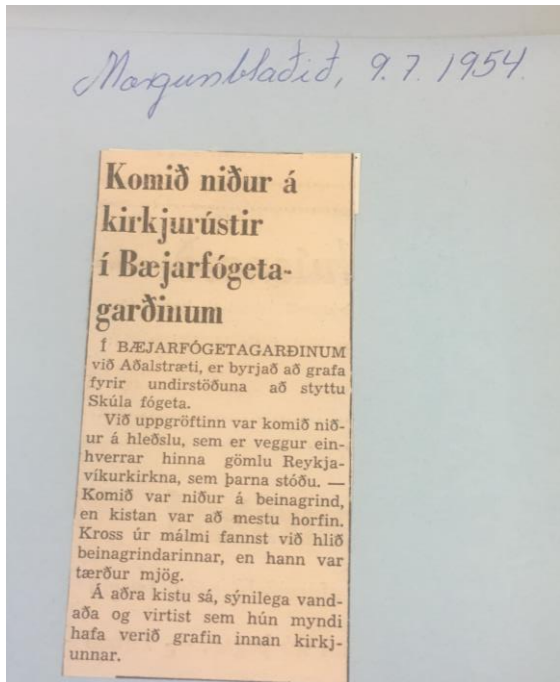 Morgunblaðið, 9.7. 1954.
Komið niður á
kirkjurústir
í Bæjarfógeta-
garðinum
Í BÆJARFÓGETAGARÐINUM
við Aðalstræti, er byrjað að grafa
fyrir undirstöðuna að styttu
Skúla fógeta.
Við uppgröftinn var komið nið-
ur á hleðslu, sem er veggur ein-
hverrar hinna gömlu Reykja-
víkurkirkna, sem þarna stóðu. —
Komið var niður á beinagrind,
en kistan var að mestu horfin.
Kross úr málmi fannst við hlið
beinagrindarinnar, en hann var
tærður mjög.
Á aðra kistu sá, sýnilega vand-
aða og virtist sem hún myndi
hafa verið grafin innan kirkj-
unnar.